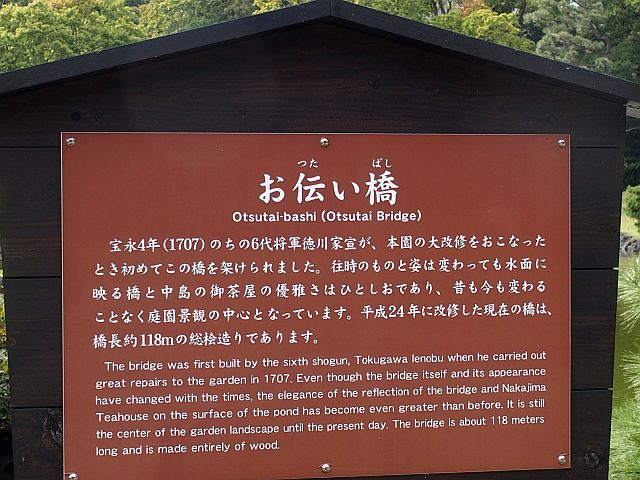 つた ばし
お伝い橋
Otsutai-bashi (Otsutai Bridge)
宝永4年(1707)のちの6代将軍徳川家宣が、本園の大改修をおこなった
とき初めてこの橋を架けられました。往時のものと姿は変わっても水面に
映る橋と中島の御茶屋の優雅さはひとしおであり、昔も今も変わる
ことなく庭園景観の中心となっています。平成24年に改修した現在の橋は、
橋長約118mの総桧造りであります。
The bridge was first built by the sixth shogun, Tokugawa Ienobu when he carried out
great repairs to the garden in 1707. Even though the bridge itself and its appearance
have changed with the times, the elegance of the reflection of the bridge and Nakajima
Teahouse on the surface of the pond has become even greater than before. It is still
the center of the garden landscape until the present day. The bridge is about 118 meters
long and is made entirely of wood.